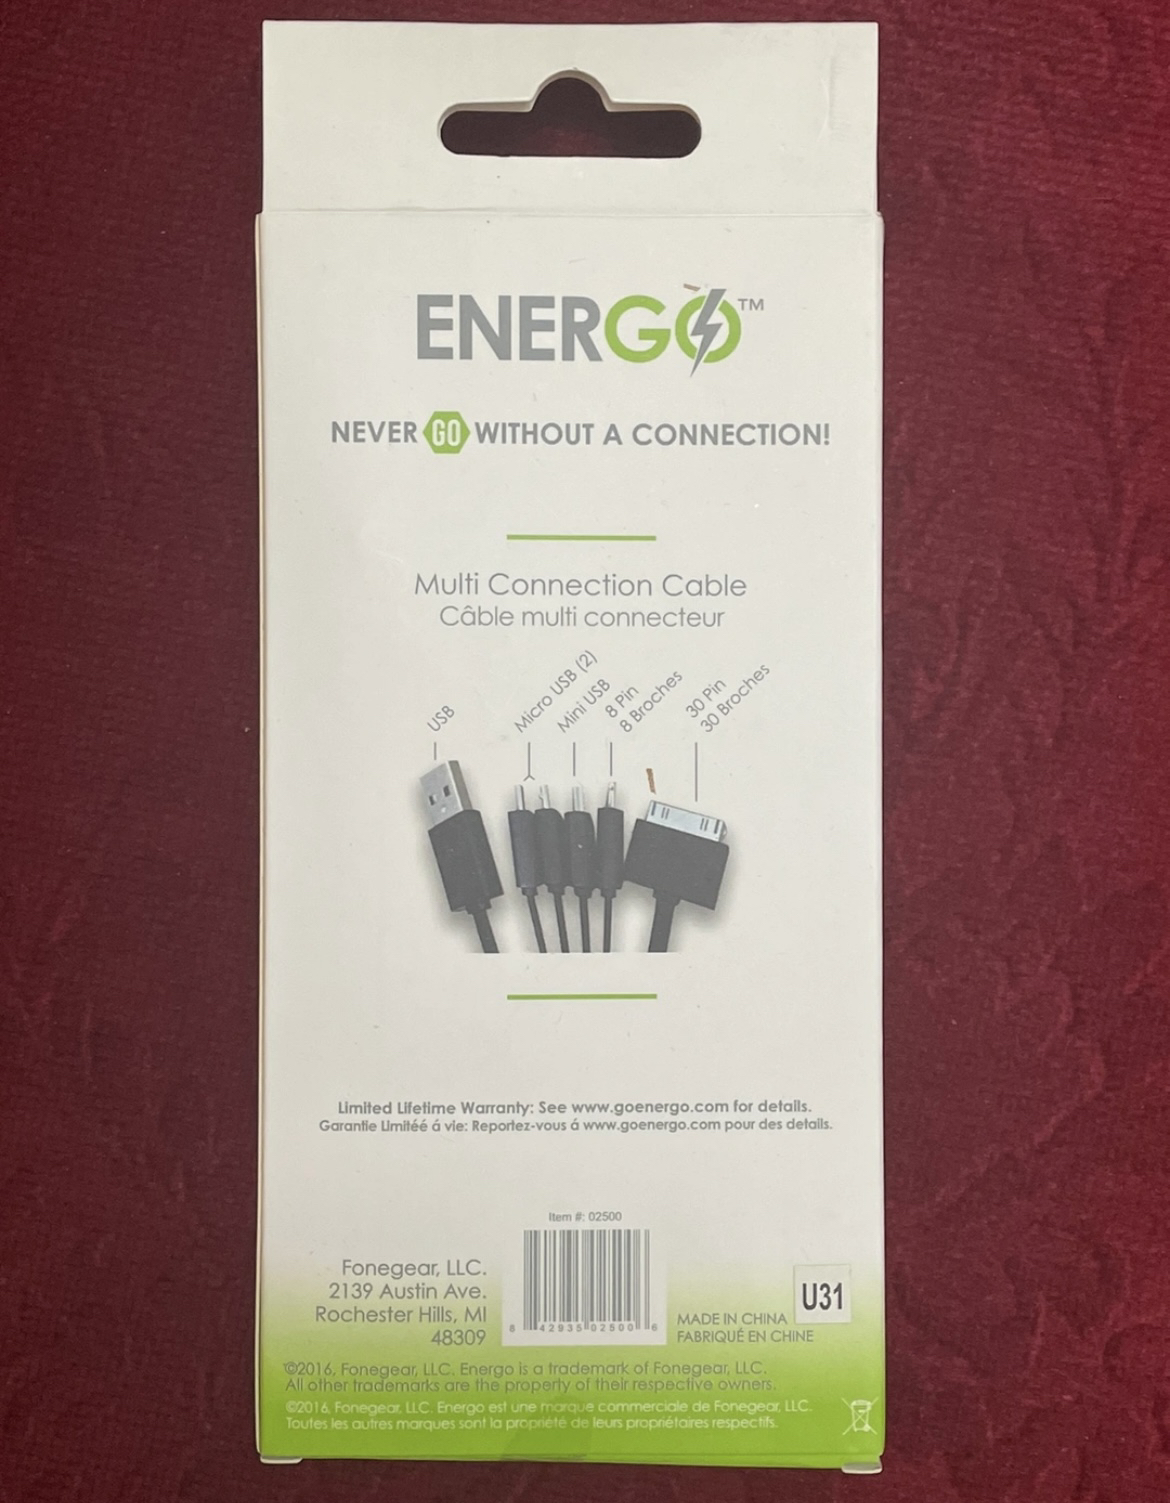 ENERGO™
NEVER GO WITHOUT A CONNECTION!
Multi Connection Cable
Câble multi connecteur
USB
Micro USB (2)
Mini USB
8 Pin
8 Broches
30 Pin
30 Broches
Limited Lifetime Warranty: See www.goenergo.com for details.
Garantie Limitéé á vie: Reportez-vous á www.goenergo.com pour des details.
Item #: 02500
8 42935 02500 6
Fonegear, LLC.
2139 Austin Ave.
Rochester Hills, MI
48309
MADE IN CHINA
FABRIQUÉ EN CHINE
U31
©2016, Fonegear, LLC. Energo is a trademark of Fonegear, LLC.
All other trademarks are the property of their respective owners.
©2016, Fonegear, LLC. Energo est une marque commerciale de Fonegear, LLC.
Toutes les autres marques sont la propriété de leurs propriétaires respectifs.